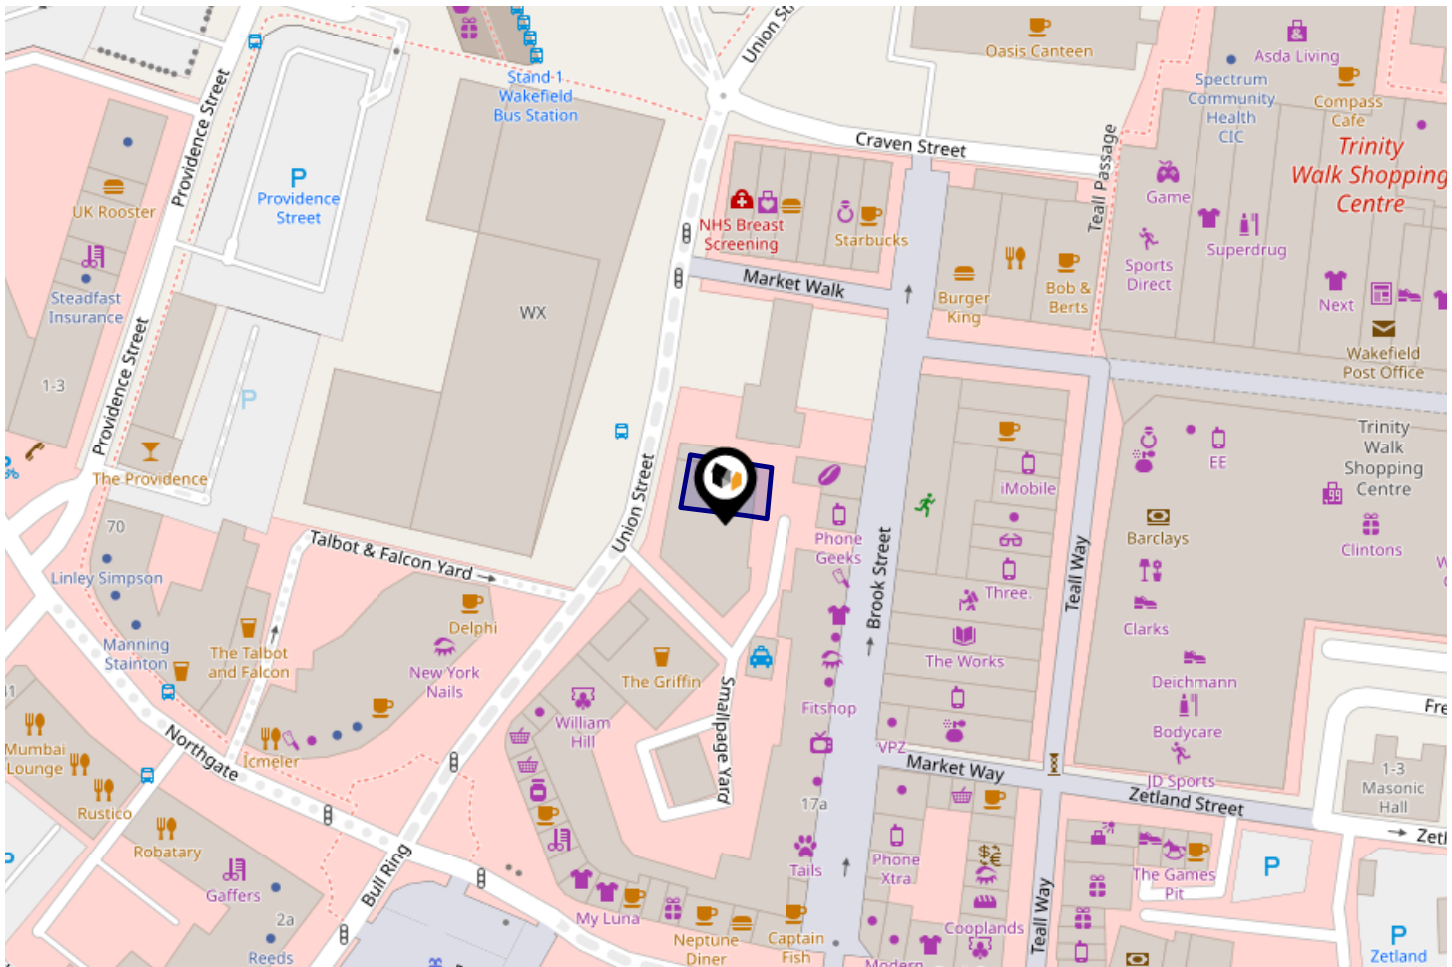 Union St
Oasis Canteen
Asda Living
Stand 1
Wakefield
Bus Station
Spectrum
Community
Health
CIC
Compass
Cafe
Trinity
Walk Shopping
Centre
Providence Street
Craven Street
Teall Passage
P
Providence
Street
UK Rooster
Game
NHS Breast
Screening
Starbucks
Superdrug
Sports
Direct
Steadfast
Insurance
Market Walk
Burger
King
Bob &
Berts
Next
WX
Wakefield
Post Office
Providence Street
1-3
P
Trinity
Walk
Shopping
Centre
EE
The Providence
iMobile
Union Street
Clintons
Barclays
70
Phone
Geeks
Talbot & Falcon Yard
Linley Simpson
Brook Street
Teall Way
Three.
Delphi
Clarks
Manning
Stainton
The Talbot
and Falcon
New York
Nails
The Works
The Griffin
Deichmann
41
Smallpage Yard
Fitshop
William
Hill
Bodycare
Fre
Mumbai
Lounge
Northgate
Icmeler
VPZ
Market Way
JD Sports
1-3
Masonic
Hall
Rustico
17a
Zetland Street
Zetl
Robatary
Bull Ring
Tails
Phone
Xtra
The Games
Pit
P
P
Gaffers
2a
My Luna
Teall Way
Cooplands
Neptune
Diner
Captain
Fish
P
Zetland
Reeds
Modern